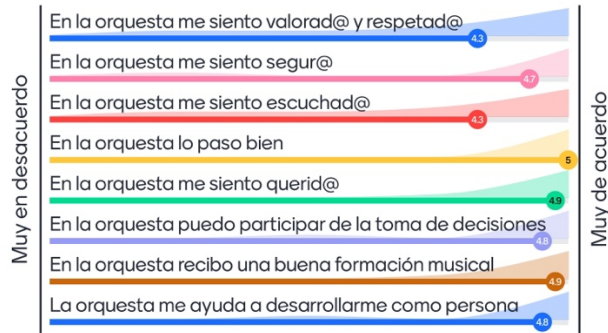 Muy en desacuerdo
En la orquesta me siento valorad@ y respetad@
4.3
En la orquesta me siento segur@
4.7
En la orquesta me siento escuchad@
4.3
En la orquesta lo paso bien
5
En la orquesta me siento querid@
4.9
En la orquesta puedo participar de la toma de decisiones
4.8
En la orquesta recibo una buena formación musical
4.9
La orquesta me ayuda a desarrollarme como persona
4.8
Muy de acuerdo